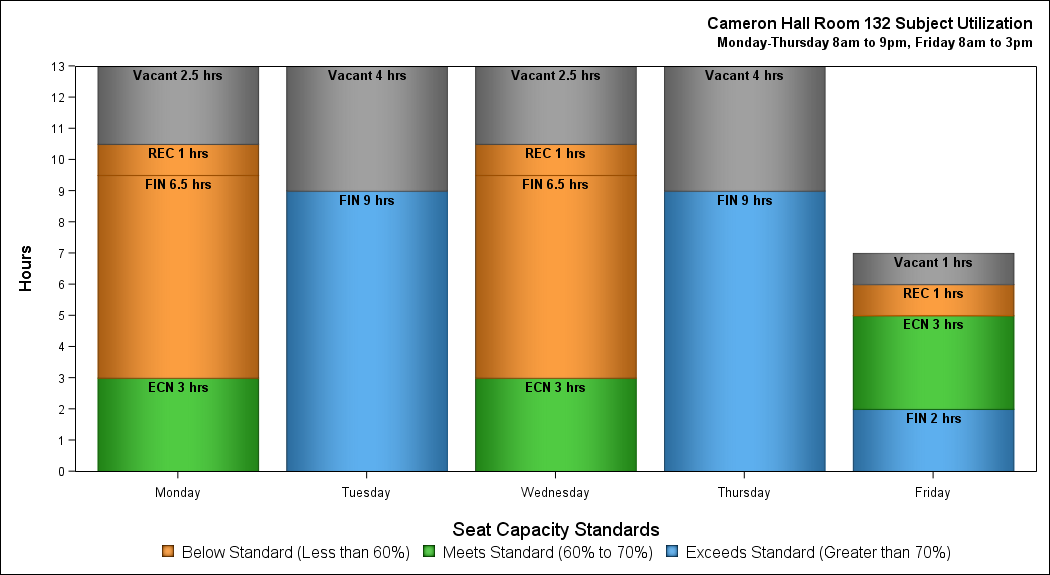 Cameron Hall Room 132 Subject Utilization
Monday-Thursday 8am to 9pm, Friday 8am to 3pm
Hours
13
12
11
10
9
8
7
6
5
4
3
2
1
0
Vacant 2.5 hrs
REC 1 hrs
FIN 6.5 hrs
ECN 3 hrs
Vacant 4 hrs
FIN 9 hrs
Vacant 2.5 hrs
REC 1 hrs
FIN 6.5 hrs
ECN 3 hrs
Vacant 4 hrs
FIN 9 hrs
Vacant 1 hrs
REC 1 hrs
ECN 3 hrs
FIN 2 hrs
Monday Tuesday Wednesday Thursday Friday
Seat Capacity Standards
Below Standard (Less than 60%) Meets Standard (60% to 70%) Exceeds Standard (Greater than 70%)